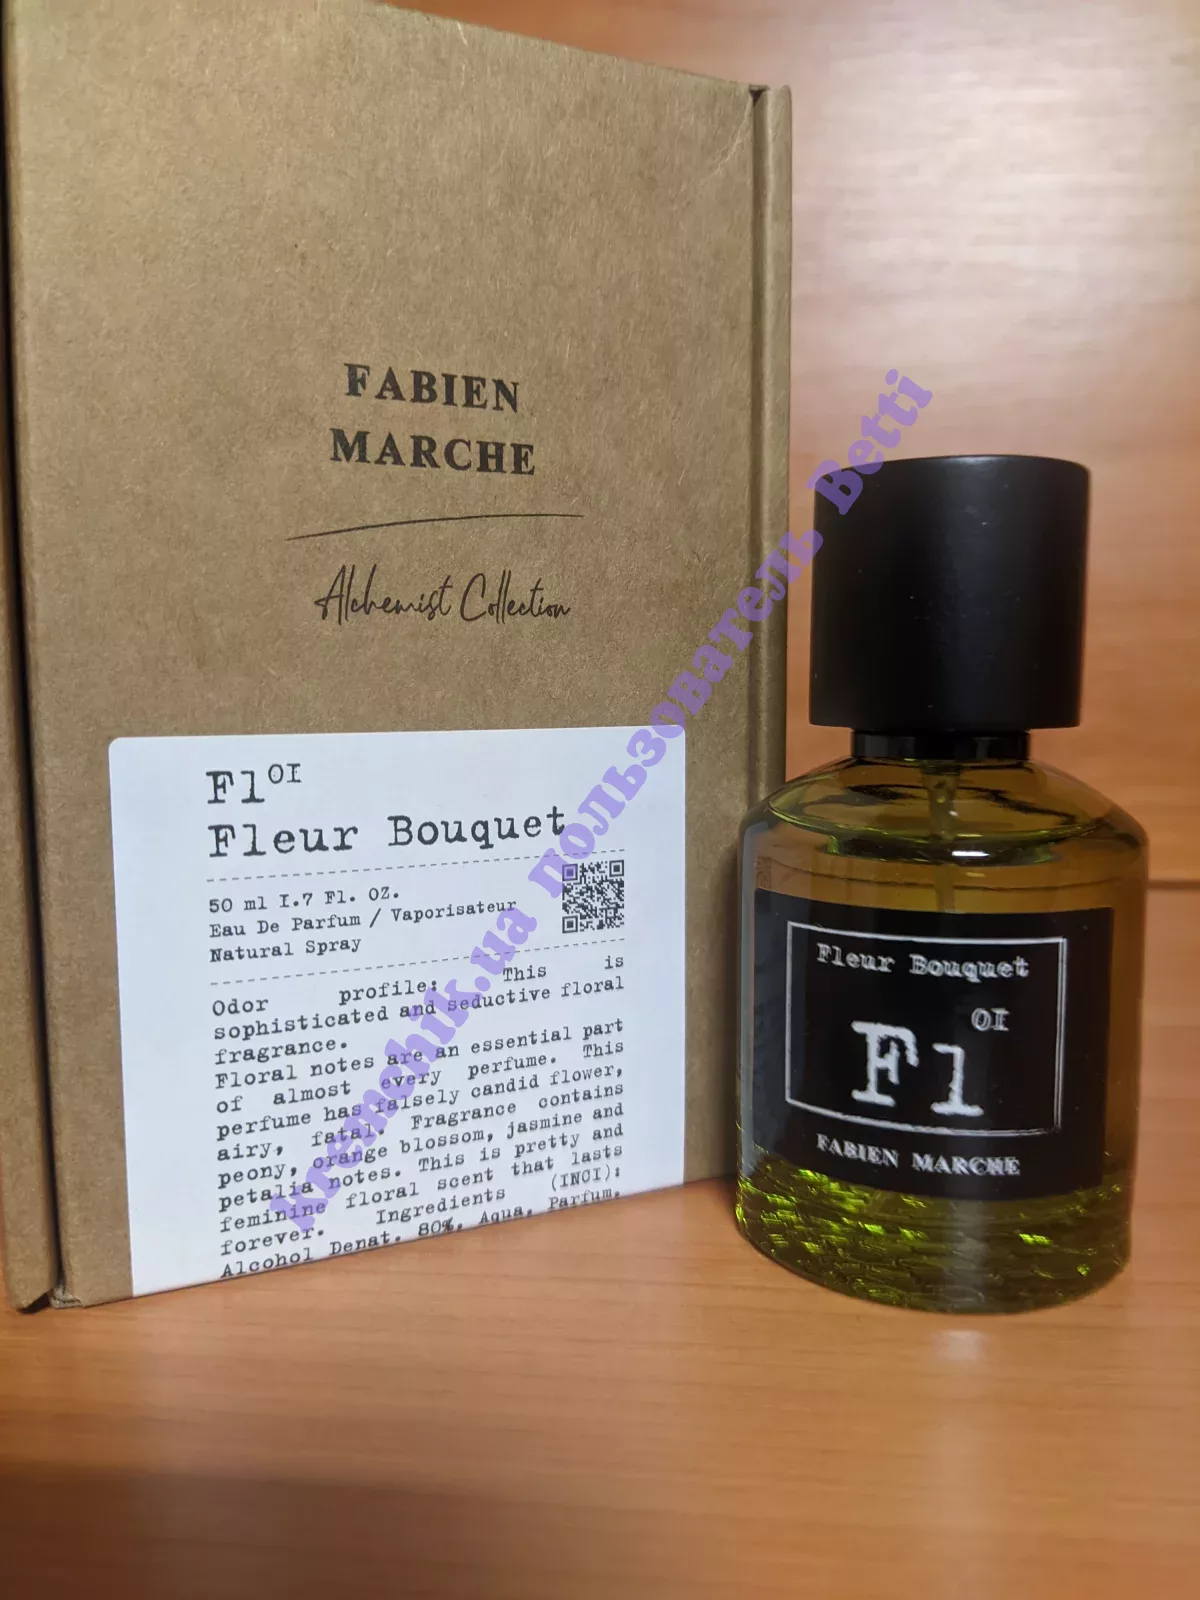 FABIEN
MARCHE
Alchemist Collection
Fl OI
Fleur Bouquet
50 ml I.7 Fl. OZ.
Eau De Parfum / Vaporisateur
Natural Spray
Odor profile: This is
sophisticated and seductive floral
fragrance.
Floral notes are an essential part
of almost every perfume. This
perfume has falsely candid flower,
airy, fatal. Fragrance contains
peony, orange blossom, jasmine and
petalia notes. This is pretty and
feminine floral scent that lasts
forever. Ingredients (INCI):
Alcohol Denat. 80%, Aqua, Parfum,
Fleur Bouquet
OI
Fl
FABIEN MARCHE
Kremchik.ua пользователь Betti